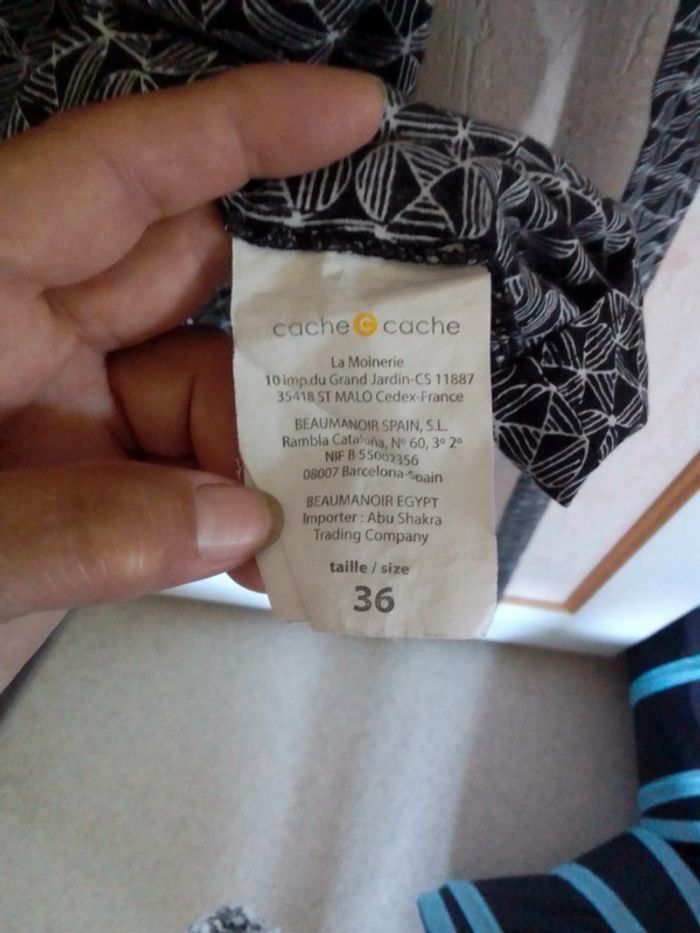 cache c cache
La Moinerie
10 imp.du Grand Jardin-CS 11887
35418 ST MALO Cedex-France
BEAUMANOIR SPAIN, S.L.
Rambla Cataluña, Nº 60, 3º 2º
NIF B 55002356
08007 Barcelona-Spain
BEAUMANOIR EGYPT
Importer : Abu Shakra
Trading Company
taille / size
36